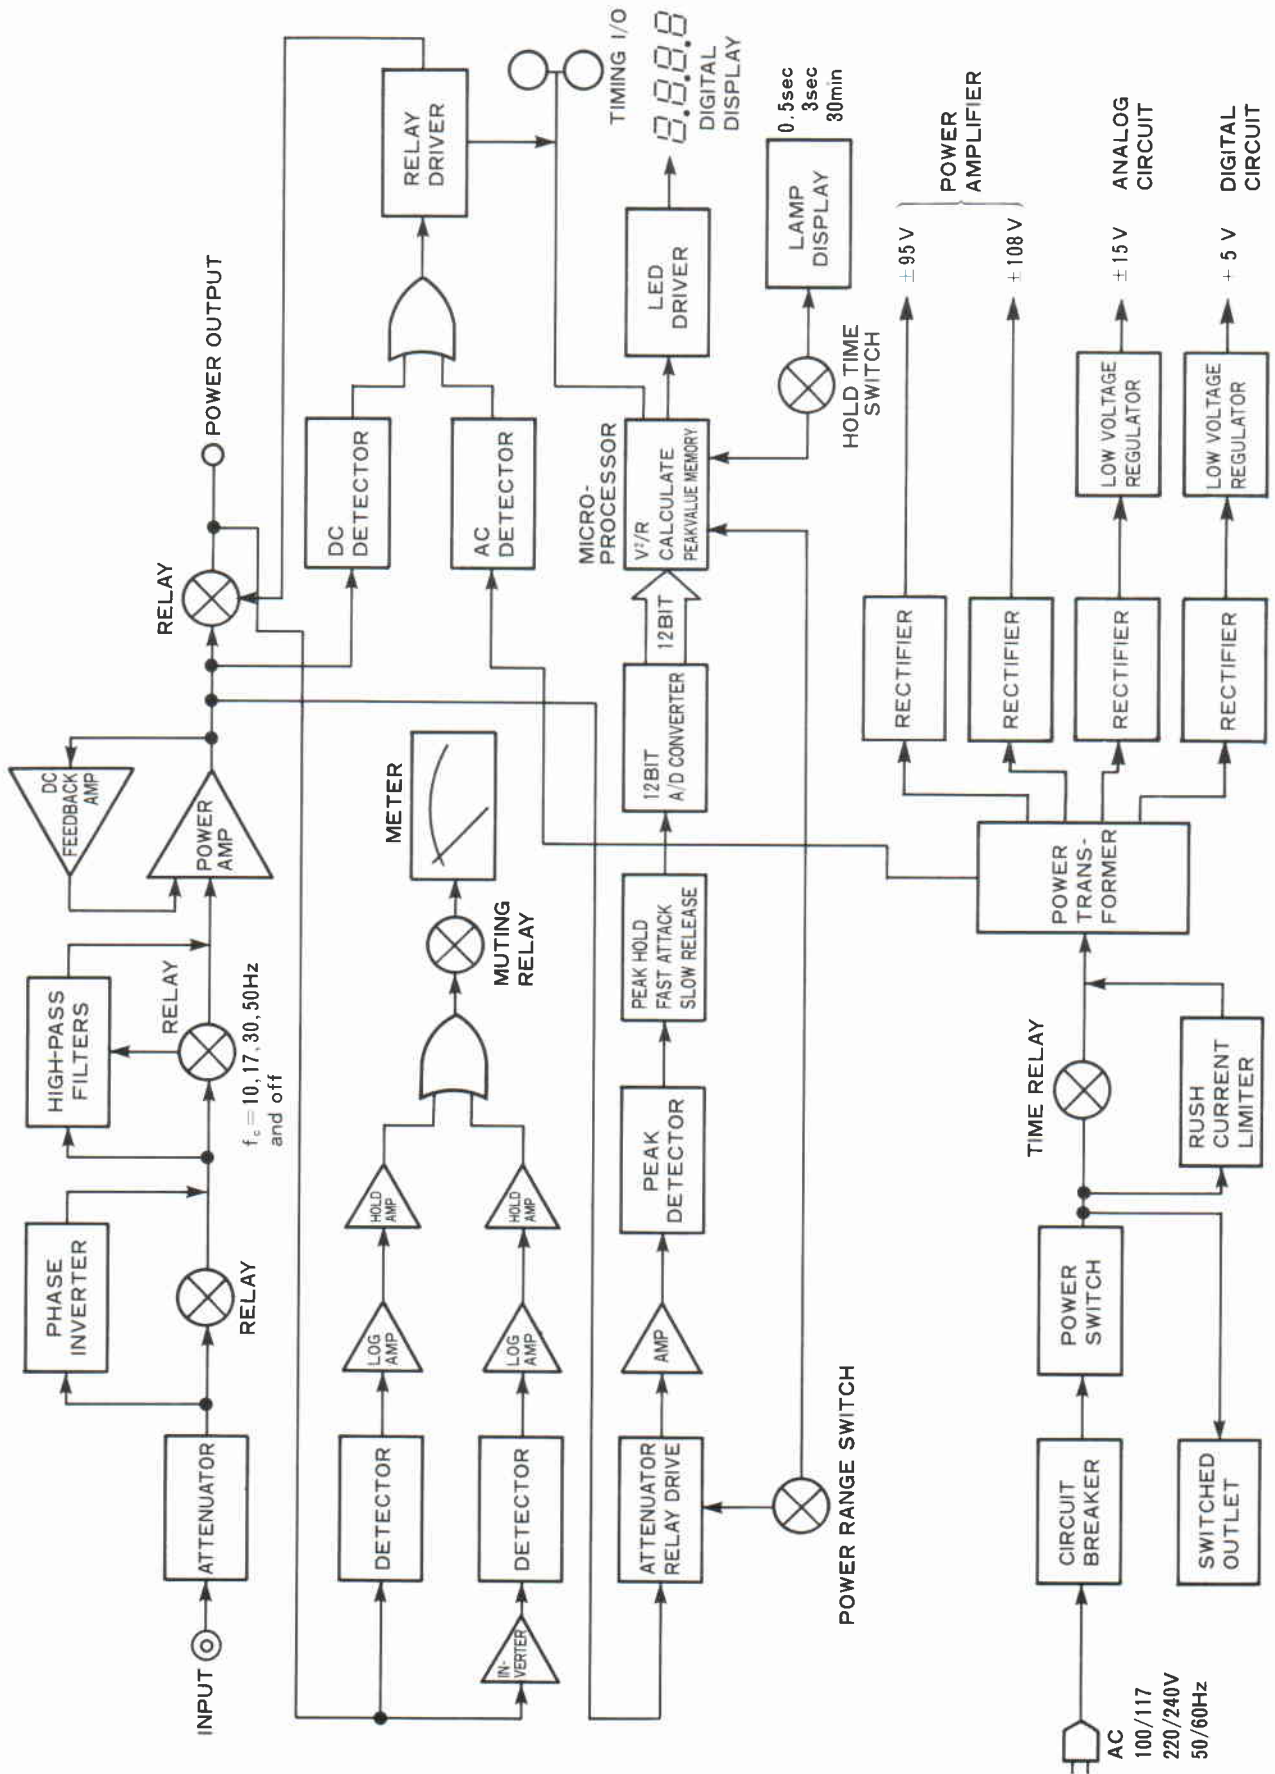 INPUT
ATTENUATOR
PHASE
INVERTER
RELAY
HIGH-PASS
FILTERS
RELAY
fc = 10, 17, 30, 50Hz
and off
DC
FEEDBACK
AMP
POWER
AMP
RELAY
POWER OUTPUT
DETECTOR
LOG
AMP
HOLD
AMP
IN-
VERTER
DETECTOR
LOG
AMP
HOLD
AMP
MUTING
RELAY
METER
DC
DETECTOR
AC
DETECTOR
RELAY
DRIVER
TIMING I/O
ATTENUATOR
RELAY DRIVE
AMP
PEAK
DETECTOR
PEAK HOLD
FAST ATTACK
SLOW RELEASE
12BIT
A/D CONVERTER
12BIT
MICRO-
PROCESSOR
V²/R
CALCULATE
PEAKVALUE MEMORY
LED
DRIVER
8.8.8.8
DIGITAL
DISPLAY
POWER RANGE SWITCH
HOLD TIME
SWITCH
LAMP
DISPLAY
0.5sec
3sec
30min
AC
100/117
220/240V
50/60Hz
CIRCUIT
BREAKER
POWER
SWITCH
SWITCHED
OUTLET
TIME RELAY
RUSH
CURRENT
LIMITER
POWER
TRANS-
FORMER
RECTIFIER
±95V
RECTIFIER
±108V
POWER
AMPLIFIER
RECTIFIER
LOW VOLTAGE
REGULATOR
±15V
ANALOG
CIRCUIT
RECTIFIER
LOW VOLTAGE
REGULATOR
+5V
DIGITAL
CIRCUIT